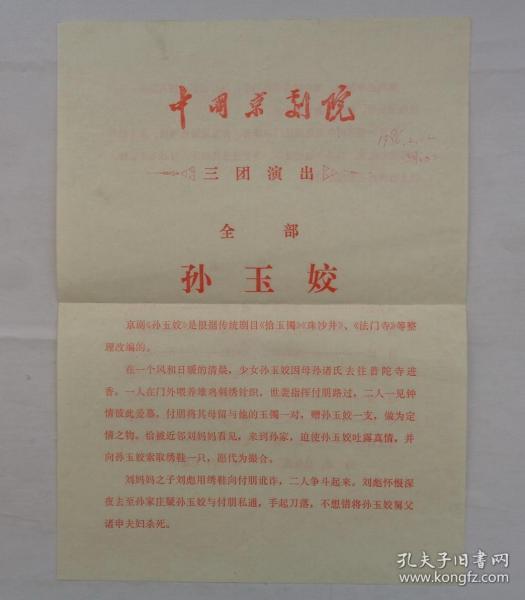 中国京剧院
1986.2.
三团演出
全部
孙玉姣
京剧《孙玉姣》是根据传统剧目《拾玉镯》《珠沙井》、《法门寺》等整
理改编的。
在一个风和日暖的清晨，少女孙玉姣因母孙诸氏去往普陀寺进
香。一人在门外喂养雄鸡刺绣针织，世袭指挥付朋路过，二人一见钟
情彼此爱慕。付朋将其母留与他的玉镯一对，赠孙玉姣一支，做为定
情之物。恰被近邻刘妈妈看见，来到孙家，迫使孙玉姣吐露真情，并
向孙玉姣索取绣鞋一只，愿代为撮合。
刘妈妈之子刘彪用绣鞋向付朋讹诈，二人争斗起来。刘彪怀恨深
夜去至孙家庄疑孙玉姣与付朋私通，手起刀落，不想错将孙玉姣舅父
诸申夫妇杀死。
孔夫子旧书网
www.kongfz.com